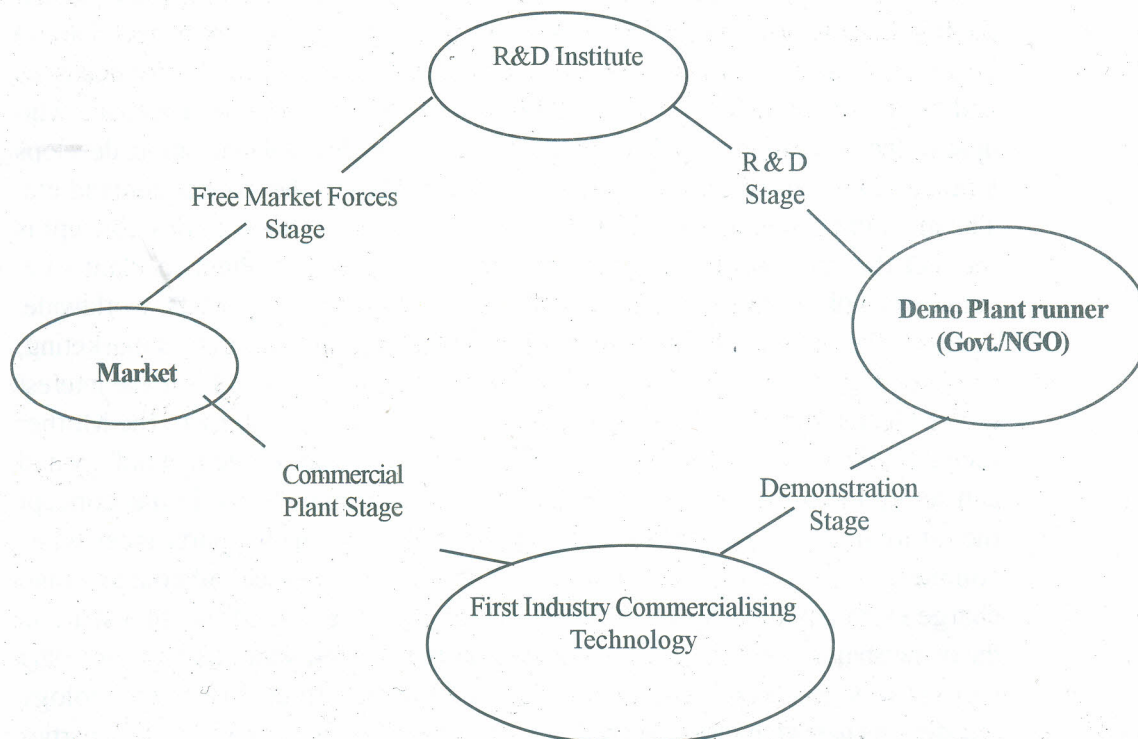 R&D Institute
R & D
Stage
Free Market Forces
Stage
Demo Plant runner
(Govt./NGO)
Market
Commercial
Plant Stage
Demonstration
Stage
First Industry Commercialising
Technology